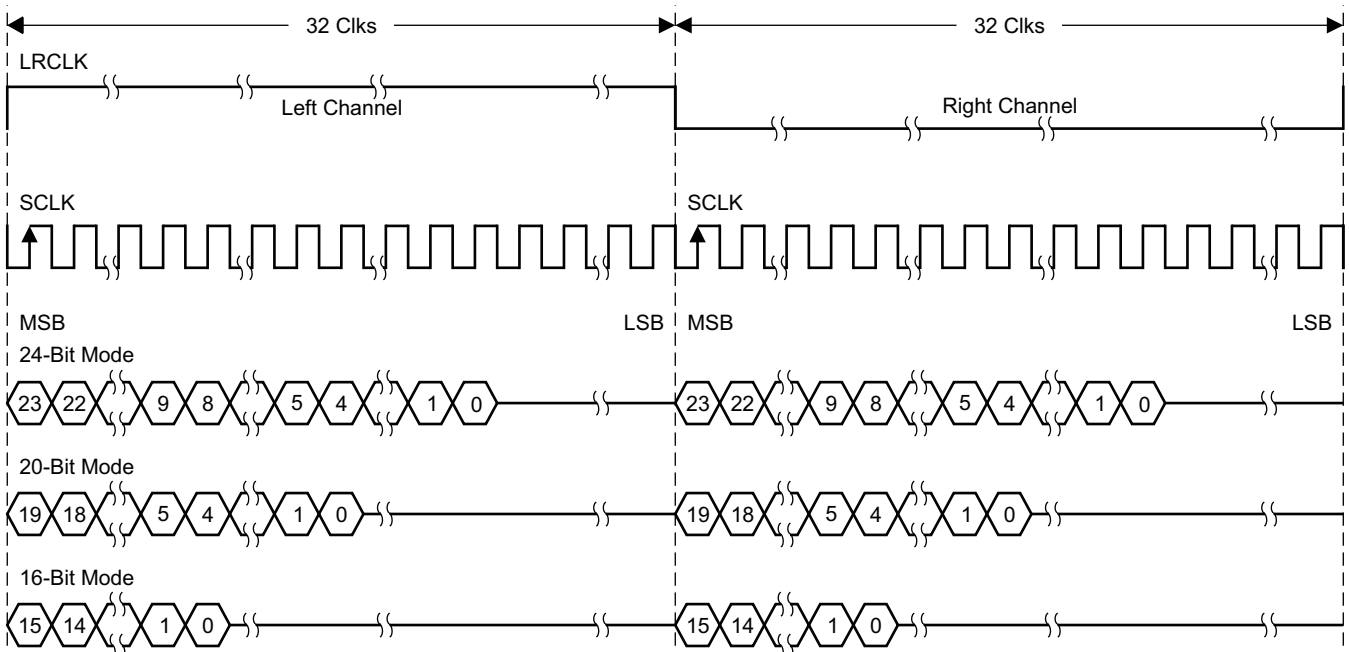 32 Clks 32 Clks
LRCLK
Left Channel Right Channel
SCLK SCLK
MSB LSB MSB LSB
24-Bit Mode
23 22 9 8 5 4 1 0 23 22 9 8 5 4 1 0
20-Bit Mode
19 18 5 4 1 0 19 18 5 4 1 0
16-Bit Mode
15 14 1 0 15 14 1 0